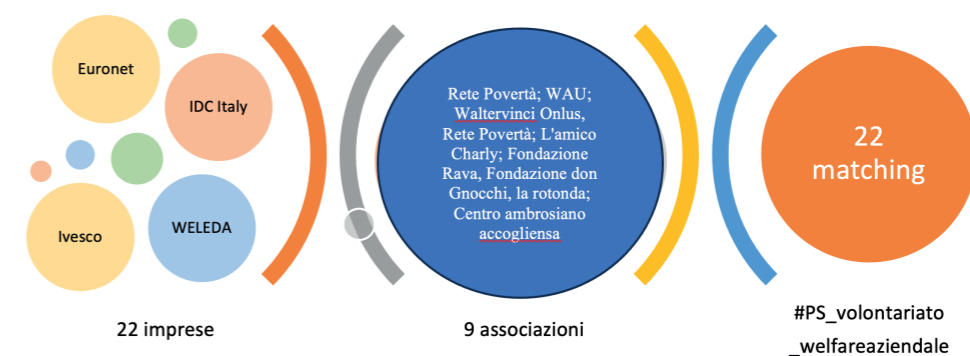 Euronet
IDC Italy
Ivesco
WELEDA
22 imprese
Rete Povertà; WAU;
Waltervinci Onlus,
Rete Povertà; L'amico
Charly; Fondazione
Rava, Fondazione don
Gnocchi, la rotonda;
Centro ambrosiano
accogliensa
9 associazioni
22
matching
#PS_volontariato
_welfareaziendale